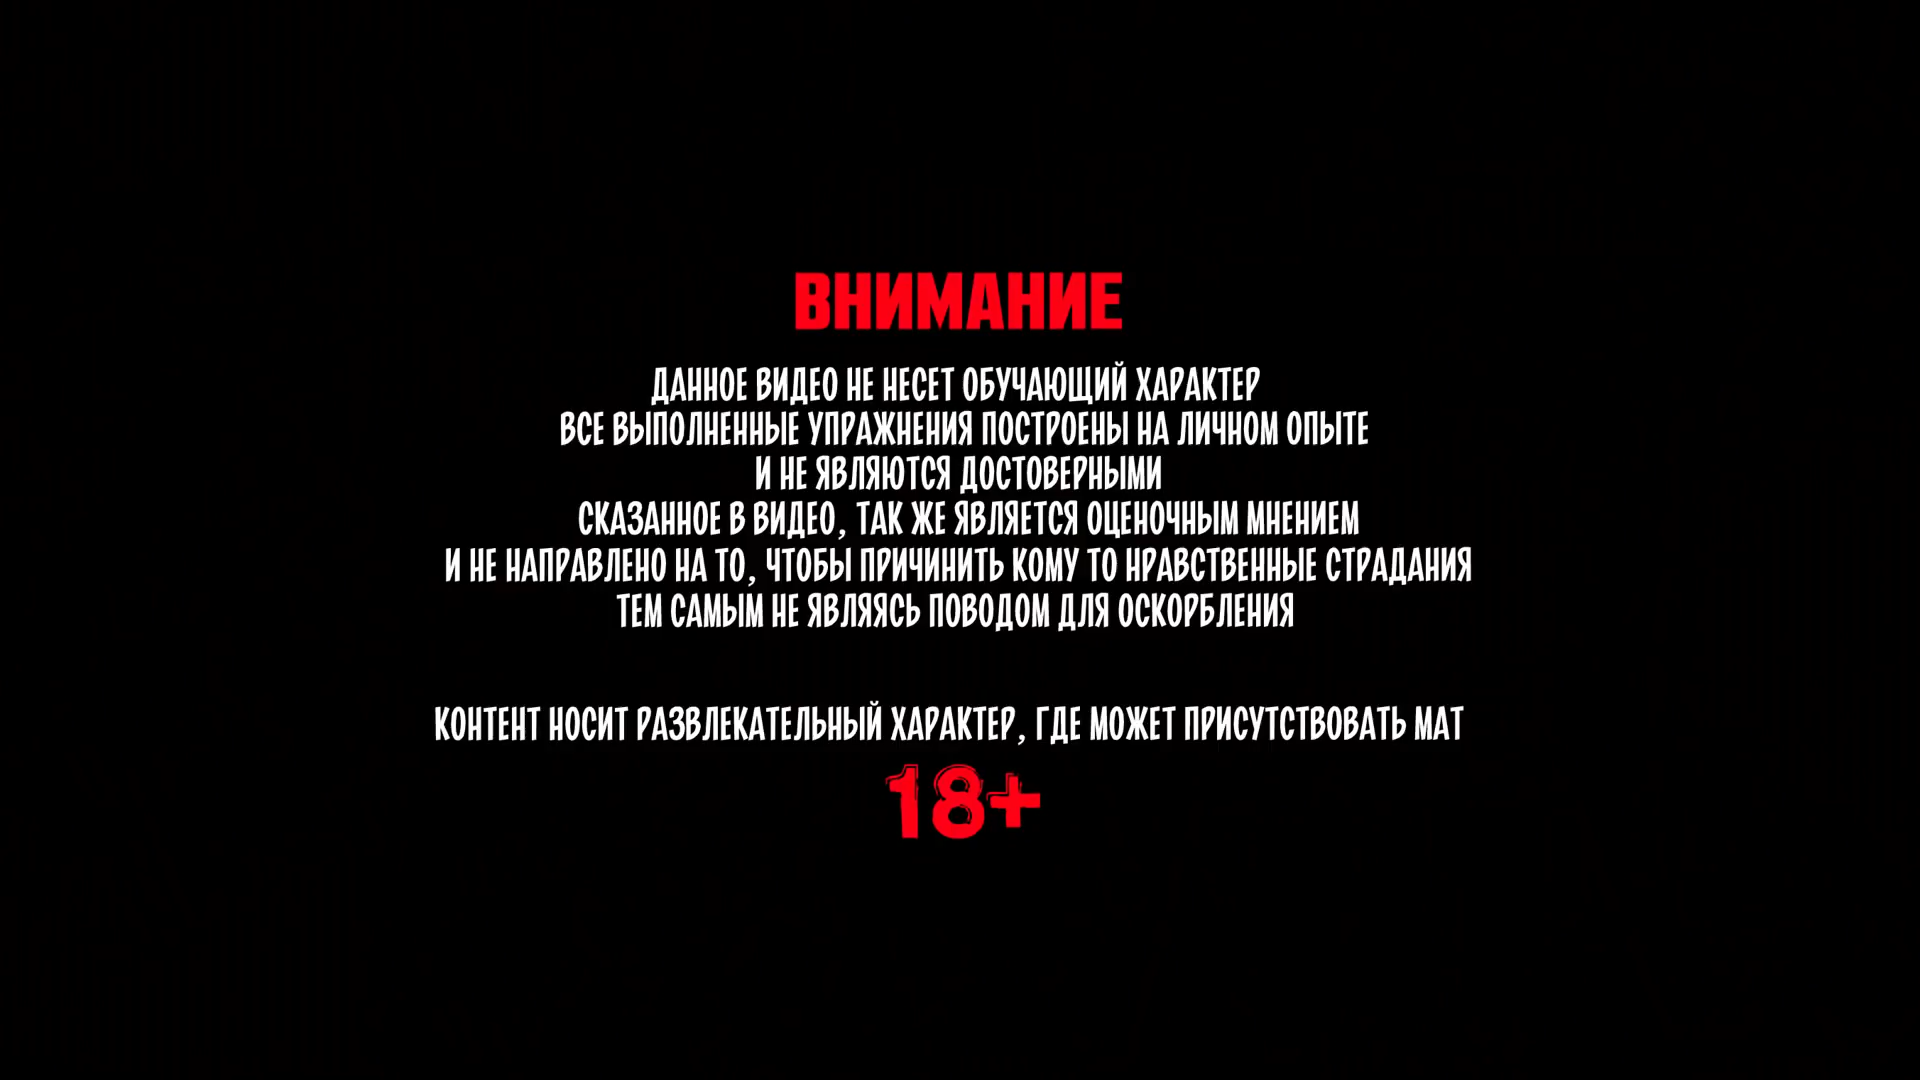 ВНИМАНИЕ
ДАННОЕ ВИДЕО НЕ НЕСЕТ ОБУЧАЮЩИЙ ХАРАКТЕР
ВСЕ ВЫПОЛНЕННЫЕ УПРАЖНЕНИЯ ПОСТРОЕНЫ НА ЛИЧНОМ ОПЫТЕ
И НЕ ЯВЛЯЮТСЯ ДОСТОВЕРНЫМИ
СКАЗАННОЕ В ВИДЕО, ТАК ЖЕ ЯВЛЯЕТСЯ ОЦЕНОЧНЫМ МНЕНИЕМ
И НЕ НАПРАВЛЕНО НА ТО, ЧТОБЫ ПРИЧИНИТЬ КОМУ ТО НРАВСТВЕННЫЕ СТРАДАНИЯ
ТЕМ САМЫМ НЕ ЯВЛЯЯСЬ ПОВОДОМ ДЛЯ ОСКОРБЛЕНИЯ
КОНТЕНТ НОСИТ РАЗВЛЕКАТЕЛЬНЫЙ ХАРАКТЕР, ГДЕ МОЖЕТ ПРИСУТСТВОВАТЬ МАТ
18+